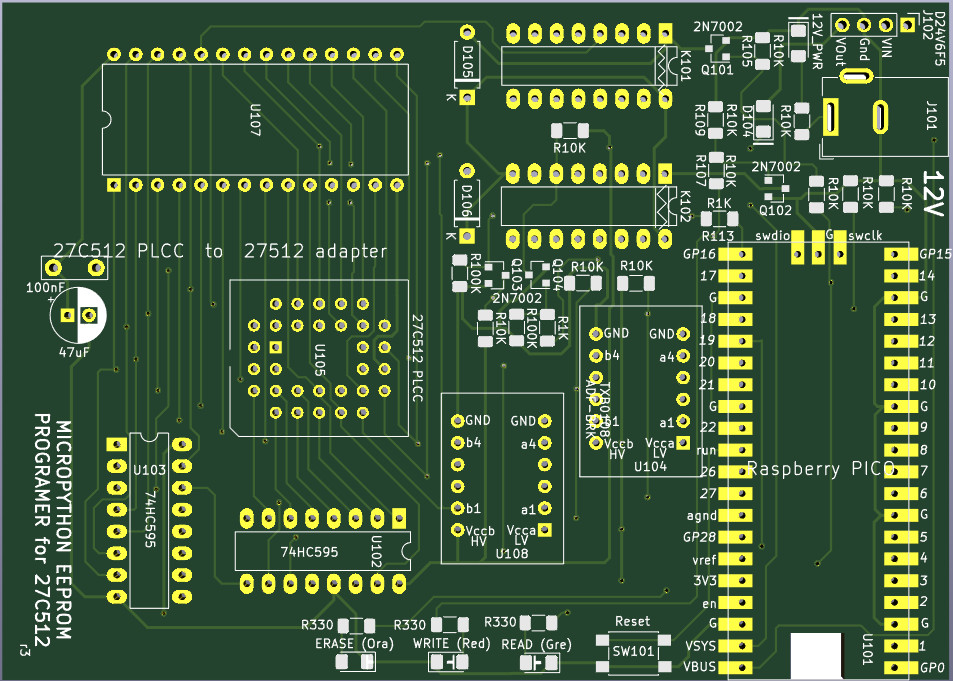 D105
K
K101
2N7002
Q101
R105
R10K
12V_PWR
VOut
Gnd
VIN
J102
D24V6F5
U107
R10K
R109
R10K
D104
R10K
J101
D106
K
K102
R107
R10K
2N7002
Q102
R10K
R10K
R10K
12V
R1K
R113
27C512 PLCC to 27512 adapter
100nF
+
47uF
R100K
Q103
Q104
2N7002
R10K
R10K
R10K
R100K
R1K
swdio
G
swclk
U105
27C512 PLCC
GND
b4
b1
Vccb
HV
GND
a4
a1
Vcca
LV
U104
TXB0108
GND
b4
b1
Vccb
HV
GND
a4
a1
Vcca
LV
U108
GP16
17
G
18
19
20
21
G
22
run
26
27
agnd
GP28
vref
3V3
en
G
VSYS
VBUS
GP15
14
G
13
12
11
10
G
9
8
7
6
G
5
4
3
2
G
1
GP0
Raspberry PICO
U101
MICROPYTHON EEPROM
PROGRAMER for 27C512
r3
U103
74HC595
74HC595
U102
R330
ERASE (Ora)
R330
WRITE (Red)
R330
READ (Gre)
Reset
SW101